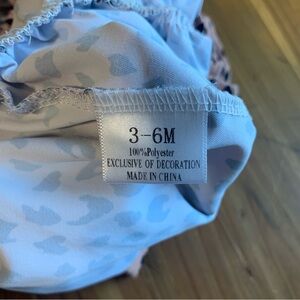 3-6M
100%Polyester
EXCLUSIVE OF DECORATION
MADE IN CHINA